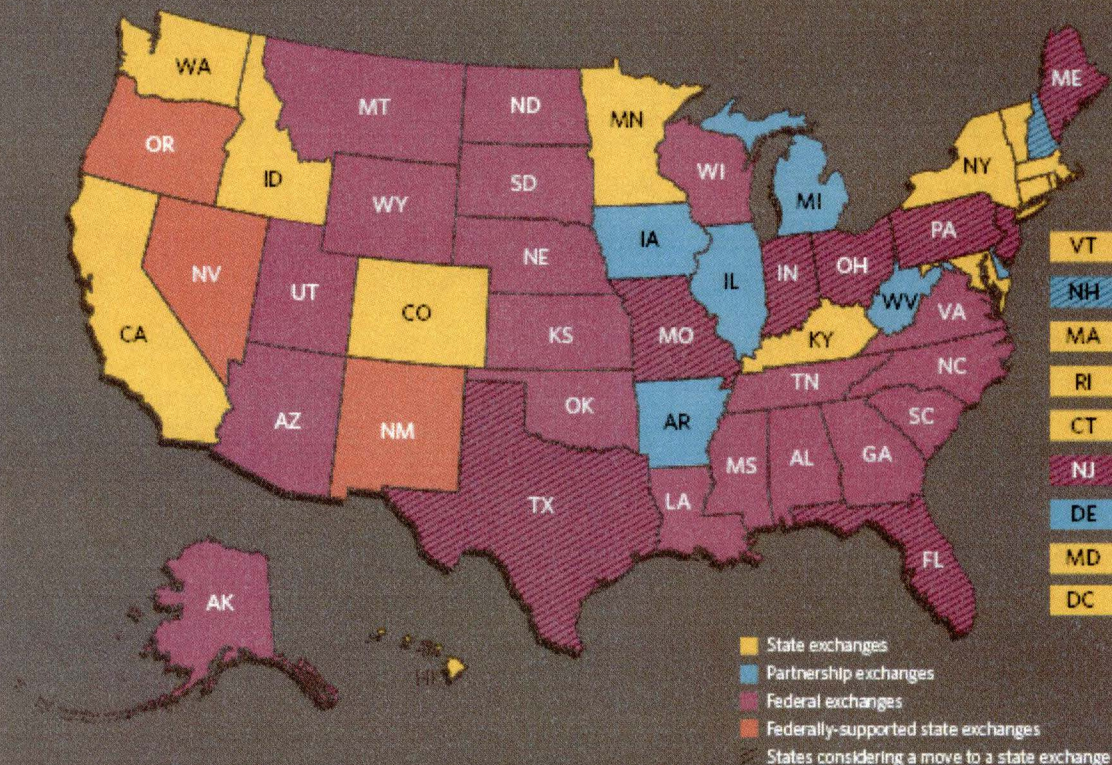 WA
MT
ND
MN
ME
OR
ID
SD
WI
NY
WY
MI
IA
PA
NE
IL
IN
OH
NV
UT
CO
WV
VA
CA
KS
MO
KY
NC
TN
AZ
NM
OK
AR
SC
MS
AL
GA
TX
LA
FL
AK
HI
VT
NH
MA
RI
CT
NJ
DE
MD
DC
State exchanges
Partnership exchanges
Federal exchanges
Federally-supported state exchanges
States considering a move to a state exchange